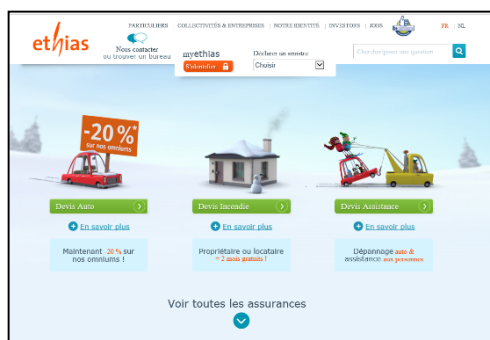 PARTICULIERS COLLECTIVITÉS & ENTREPRISES | NOTRE IDENTITÉ | INVESTORS | JOBS FR NL
ethias
Nous contacter
ou trouver un bureau
myethias
S'identifier
Déclarer un sinistre
Choisir
Chercher/poser une question
-20 %*
sur nos omniums
Devis Auto
En savoir plus
Maintenant -20 % sur
nos omniums !
Devis Incendie
En savoir plus
Propriétaire ou locataire
= 2 mois gratuits !
Devis Assistance
En savoir plus
Dépannage auto &
assistance aux personnes
Voir toutes les assurances